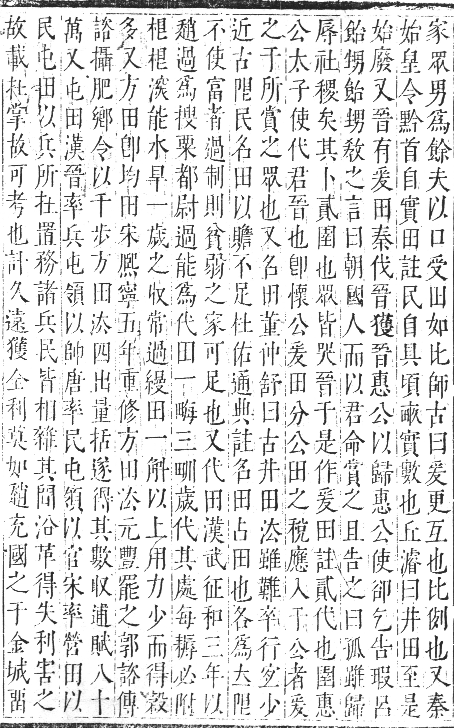 家眾男爲餘夫以口受田如比師古曰爰更互也比例也又秦
始皇令黔首自實田註民自具頃畝實數也丘濬曰井田至是
始廢又晉有爰田秦伐晉獲晉惠公以歸惠公使卻乞告瑕呂
飴甥飴甥敎之言曰朝國人而以君命賞之且告之曰孤雖歸
辱社稷矣其卜貳圉也眾皆哭晉于是作爰田註貳代也圉惠
公太子使代君晉也卽懷公爰田分公田之稅應入于公者爰
之于所賞之眾也又名田董仲舒曰古井田法雖難卒行宐少
近古限民名田以贍不足杜佑通典註名田占田也各爲立限
不使富者過制則貧弱之家可足也又代田漢武征和三年以
趙過爲搜粟都尉過能爲代田一畮三甽歲代其處每耨必附
根根深能水旱一歲之收常過縵田一斛以上用力少而得穀
多又方田卽均田宋熈寧五年重修方田法元豐罷之郭諮傳
諮攝肥鄉令以千步方田法四出量括遂得其數收逋賦八十
萬又屯田漢晉率兵屯領以師唐率民屯領以官宋率營田以
民屯田以兵所在置務諸兵民皆相雜其閒沿革得失利害之
故載在掌故可考也計久遠獲全利莫如趙充國之于金城畱